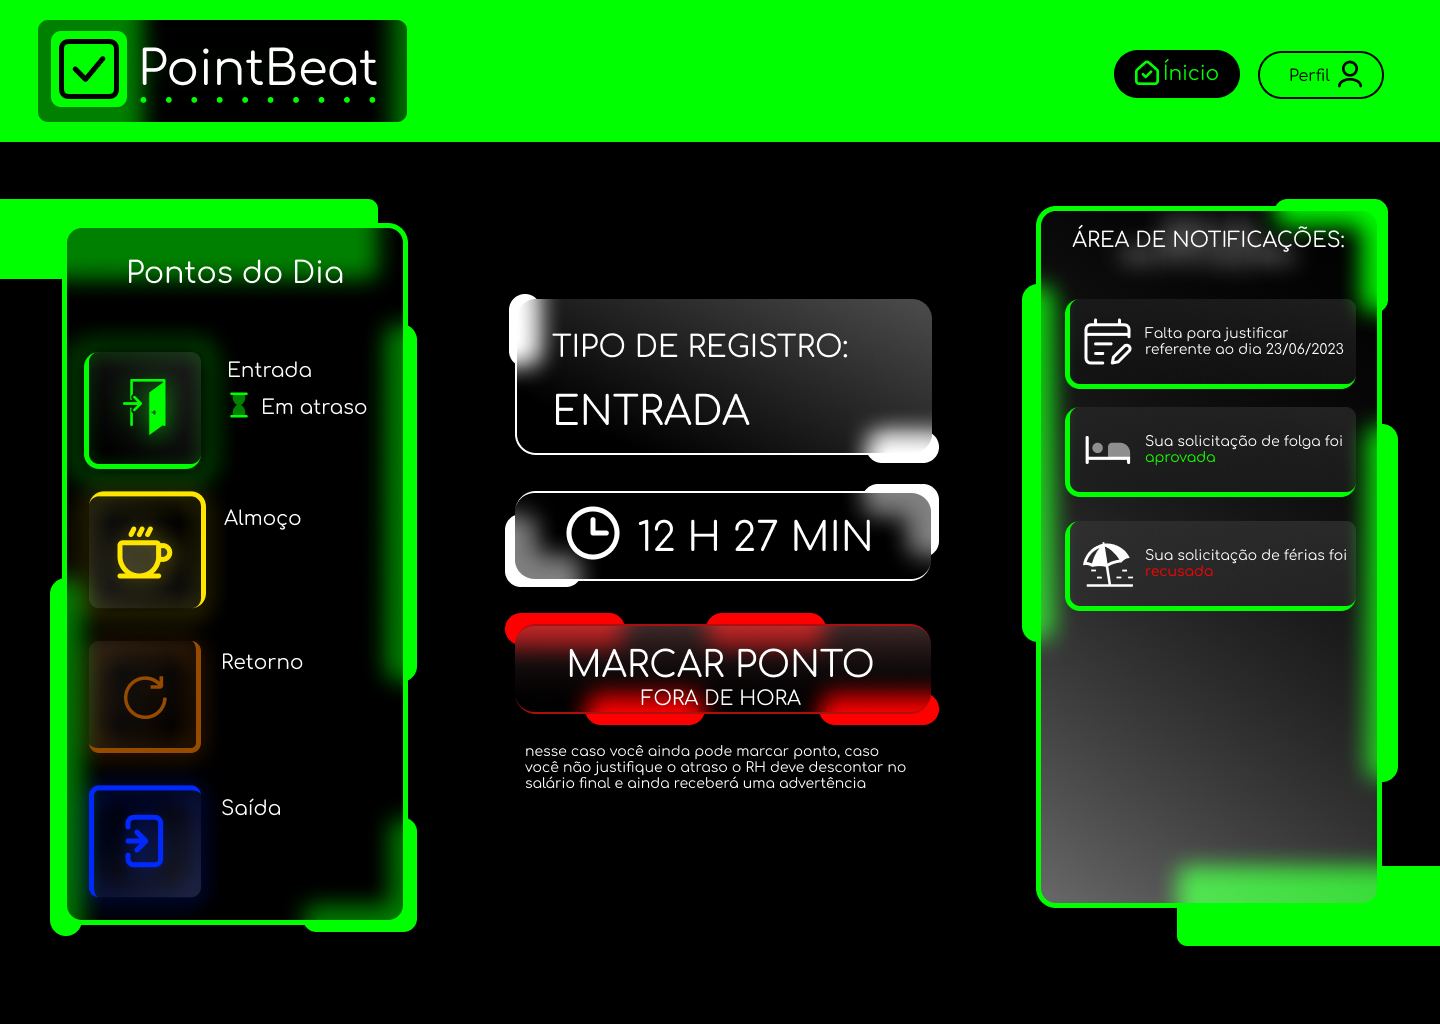 PointBeat
Ínicio
Perfil
Pontos do Dia
Entrada
Em atraso
Almoço
Retorno
Saída
TIPO DE REGISTRO:
ENTRADA
12 H 27 MIN
MARCAR PONTO
FORA DE HORA
nesse caso você ainda pode marcar ponto, caso
você não justifique o atraso o RH deve descontar no
salário final e ainda receberá uma advertência
ÁREA DE NOTIFICAÇÕES:
Falta para justificar
referente ao dia 23/06/2023
Sua solicitação de folga foi
aprovada
Sua solicitação de férias foi
recusada